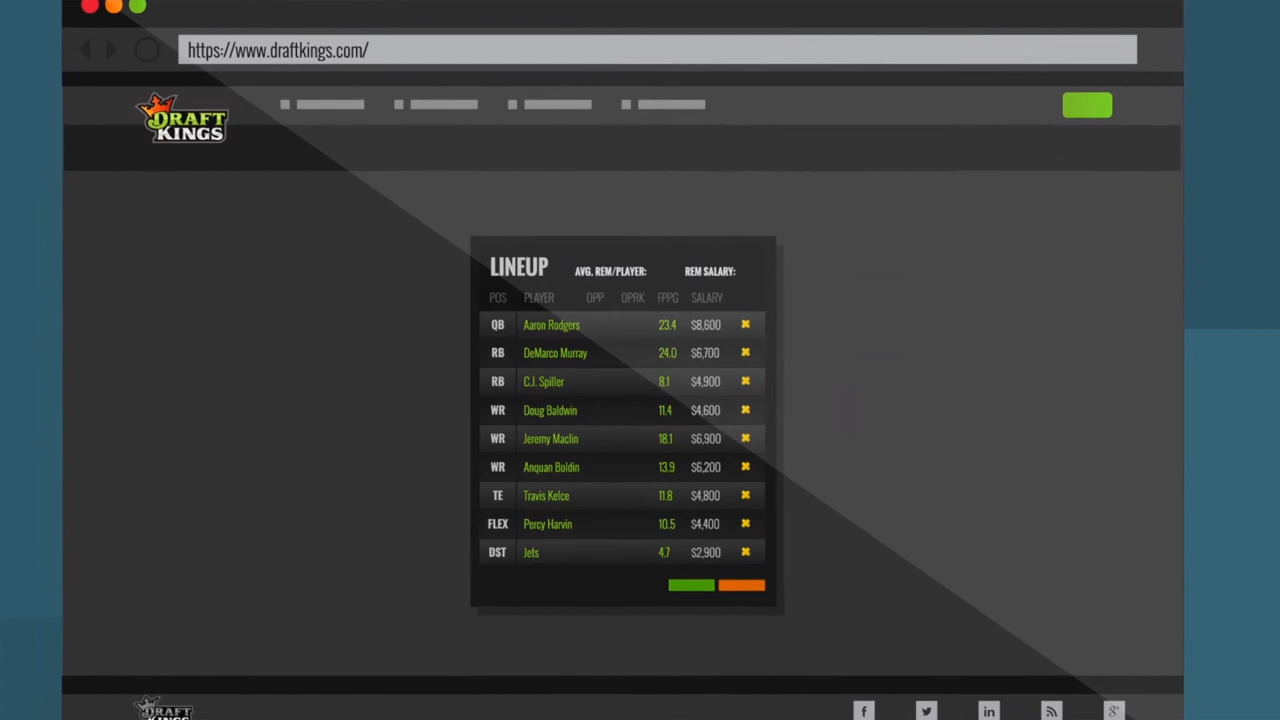 https://www.draftkings.com/
DRAFT
KINGS
LINEUP AVG. REM/PLAYER: REM SALARY:
POS PLAYER OPP OPRK FPPG SALARY
QB Aaron Rodgers 23.4 $8,600
RB DeMarco Murray 24.0 $6,700
RB C.J. Spiller 8.1 $4,900
WR Doug Baldwin 11.4 $4,600
WR Jeremy Maclin 18.1 $6,900
WR Anquan Boldin 13.9 $6,200
TE Travis Kelce 11.8 $4,800
FLEX Percy Harvin 10.5 $4,400
DST Jets 4.7 $2,900
DRAFT
KINGS
f in g+